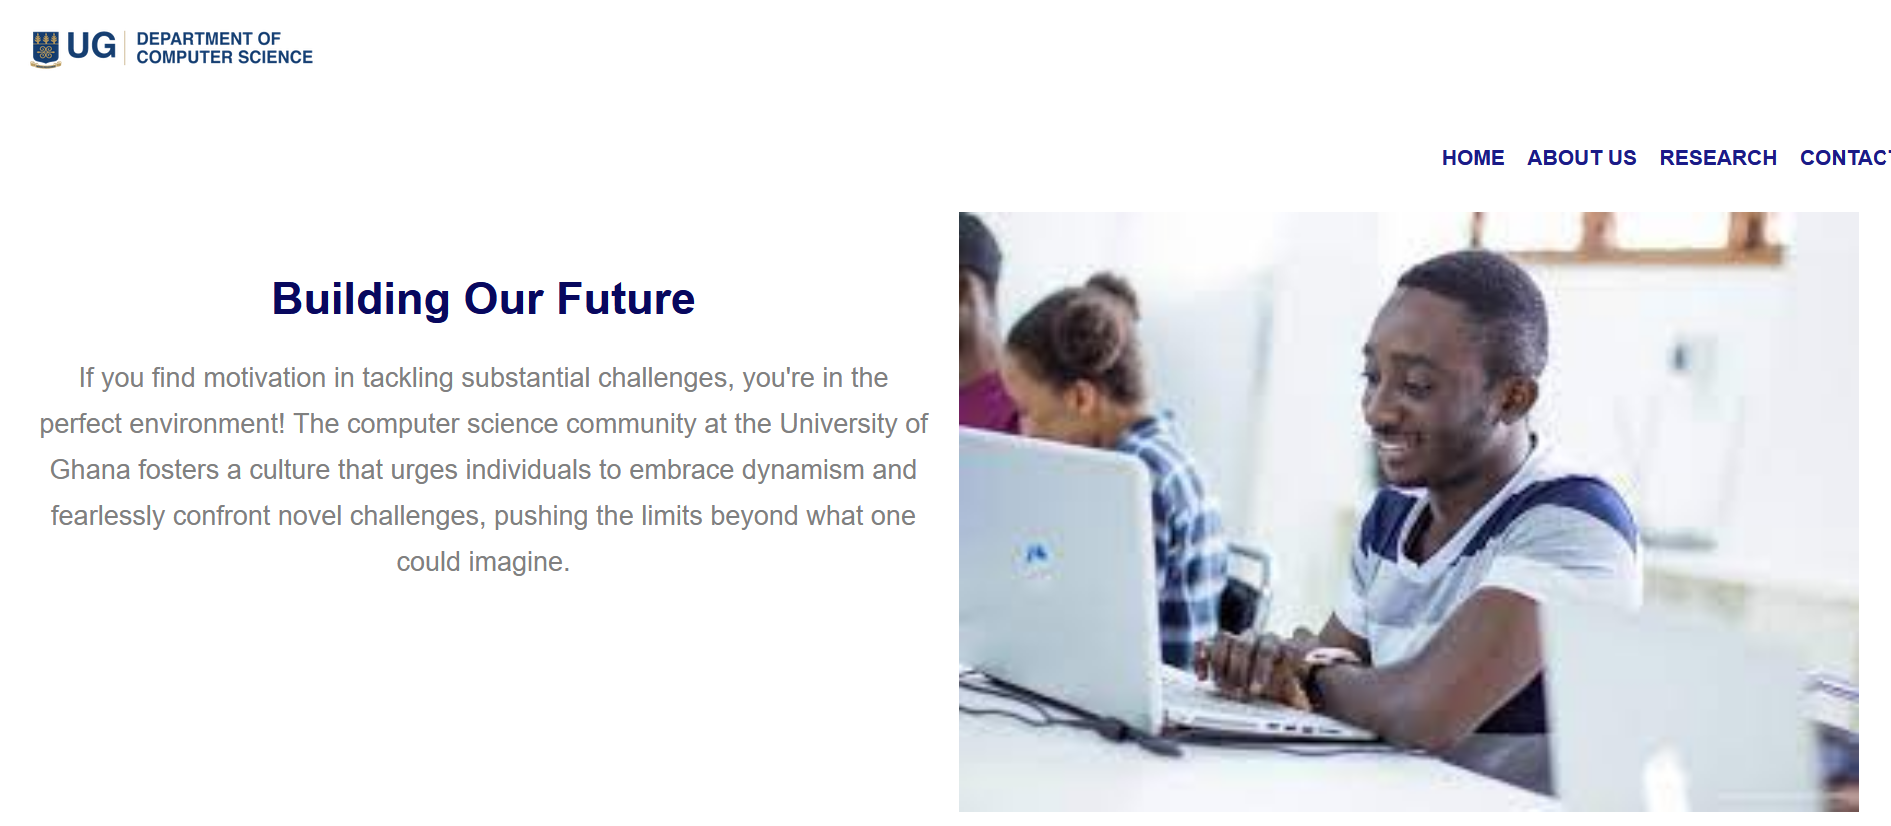 UG
DEPARTMENT OF
COMPUTER SCIENCE
HOME ABOUT US RESEARCH CONTACT
Building Our Future
If you find motivation in tackling substantial challenges, you're in the
perfect environment! The computer science community at the University of
Ghana fosters a culture that urges individuals to embrace dynamism and
fearlessly confront novel challenges, pushing the limits beyond what one
could imagine.